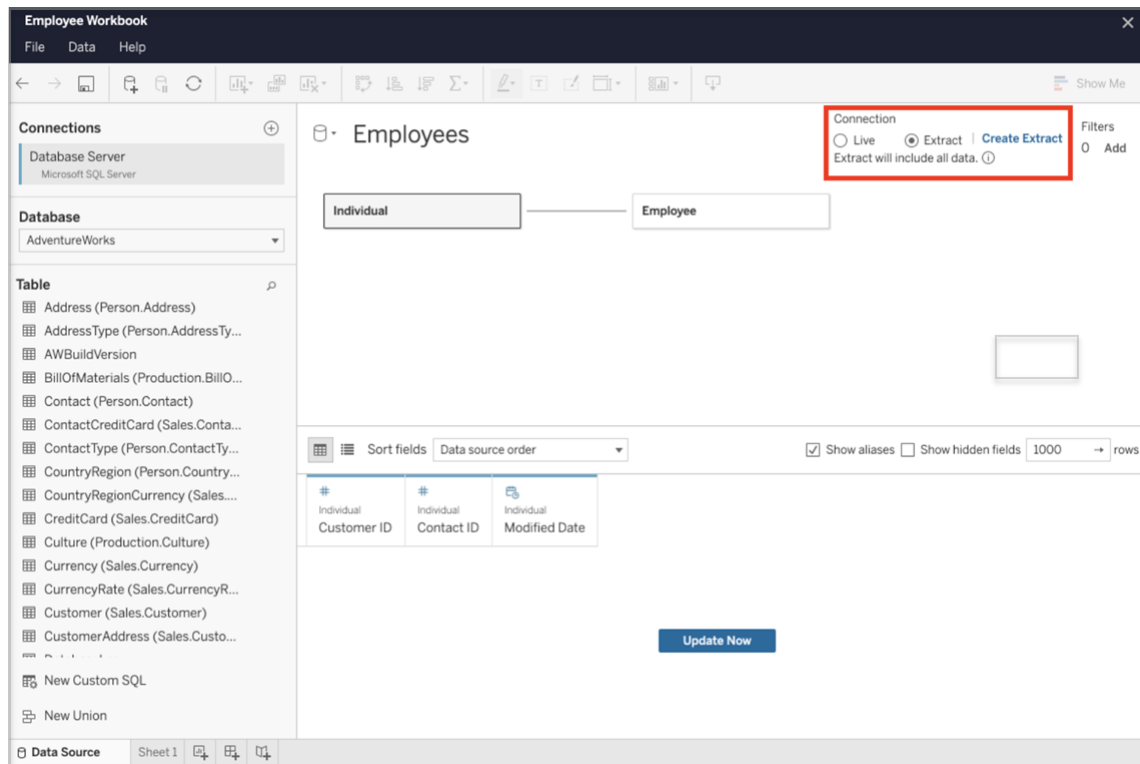 Employee Workbook
File Data Help
Show Me
Connections
Database Server
Microsoft SQL Server
Database
AdventureWorks
Table
Address (Person.Address)
AddressType (Person.AddressTy...
AWBuildVersion
BillOfMaterials (Production.BillO...
Contact (Person.Contact)
ContactCreditCard (Sales.Conta...
ContactType (Person.ContactTy...
CountryRegion (Person.Country...
CountryRegionCurrency (Sales....
CreditCard (Sales.CreditCard)
Culture (Production.Culture)
Currency (Sales.Currency)
CurrencyRate (Sales.CurrencyR...
Customer (Sales.Customer)
CustomerAddress (Sales.Custo...
New Custom SQL
New Union
Employees
Connection
Live Extract | Create Extract
Extract will include all data.
Filters
0 Add
Individual
Employee
Sort fields Data source order
Show aliases Show hidden fields 1000 → rows
# # 
Individual Individual Individual
Customer ID Contact ID Modified Date
Update Now
Data Source Sheet 1